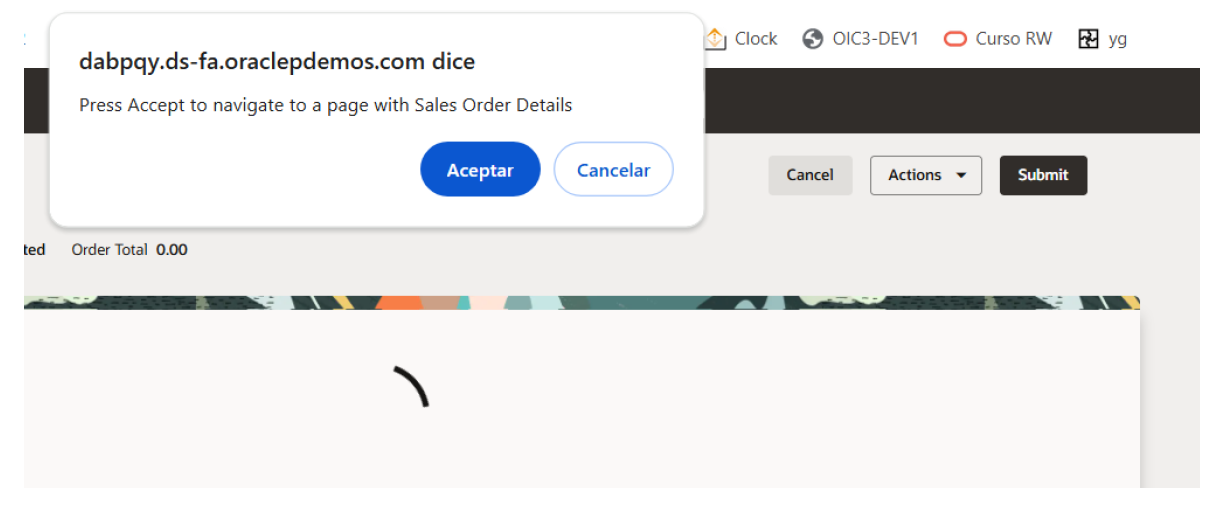 Clock OIC3-DEV1 Curso RW yg
dabpqy.ds-fa.oraclepdemos.com dice
Press Accept to navigate to a page with Sales Order Details
Aceptar Cancelar
Cancel Actions Submit
ted Order Total 0.00